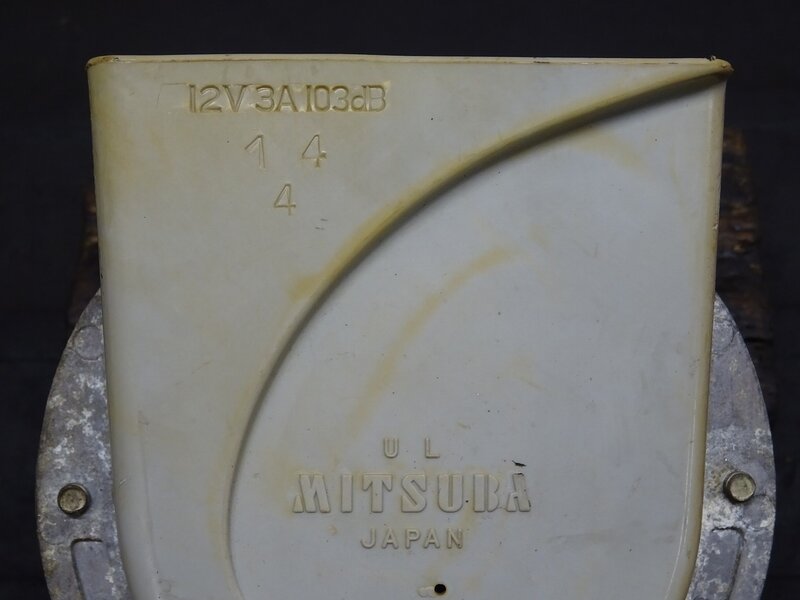 12V 3A 103dB
1 4
4
U L
MITSUBA
JAPAN